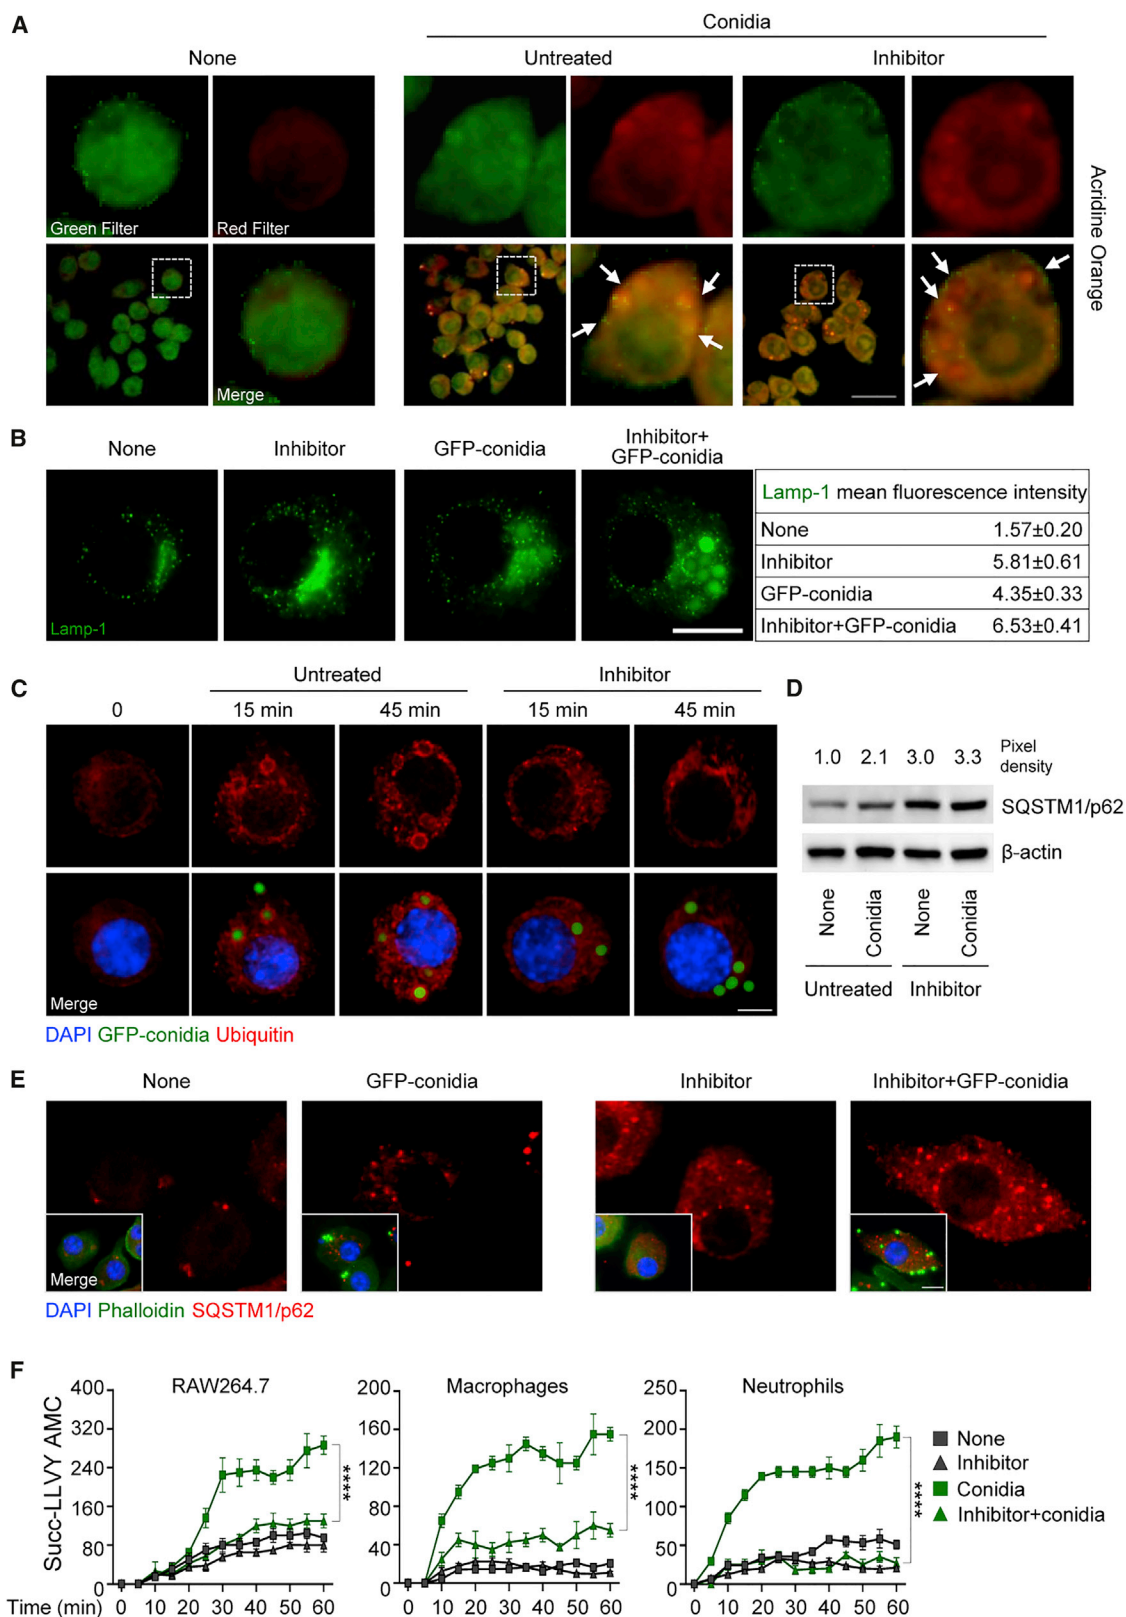 A
Conidia
None
Untreated
Inhibitor
Green Filter
Red Filter
Merge
Acridine Orange
B
None
Inhibitor
GFP-conidia
Inhibitor+
GFP-conidia
Lamp-1
Lamp-1 mean fluorescence intensity
None 1.57±0.20
Inhibitor 5.81±0.61
GFP-conidia 4.35±0.33
Inhibitor+GFP-conidia 6.53±0.41
C
Untreated
Inhibitor
0
15 min
45 min
15 min
45 min
Merge
DAPI GFP-conidia Ubiquitin
D
1.0 2.1 3.0 3.3 Pixel
density
SQSTM1/p62
β-actin
None
Conidia
None
Conidia
Untreated
Inhibitor
E
None
GFP-conidia
Inhibitor
Inhibitor+GFP-conidia
Merge
DAPI Phalloidin SQSTM1/p62
F
Succ-LLVY AMC
RAW264.7
400
320
240
160
80
0
****
Macrophages
200
160
120
80
40
0
****
Neutrophils
250
200
150
100
50
0
****
None
Inhibitor
Conidia
Inhibitor+conidia
Time (min) 0 10 20 30 40 50 60
0 10 20 30 40 50 60
0 10 20 30 40 50 60